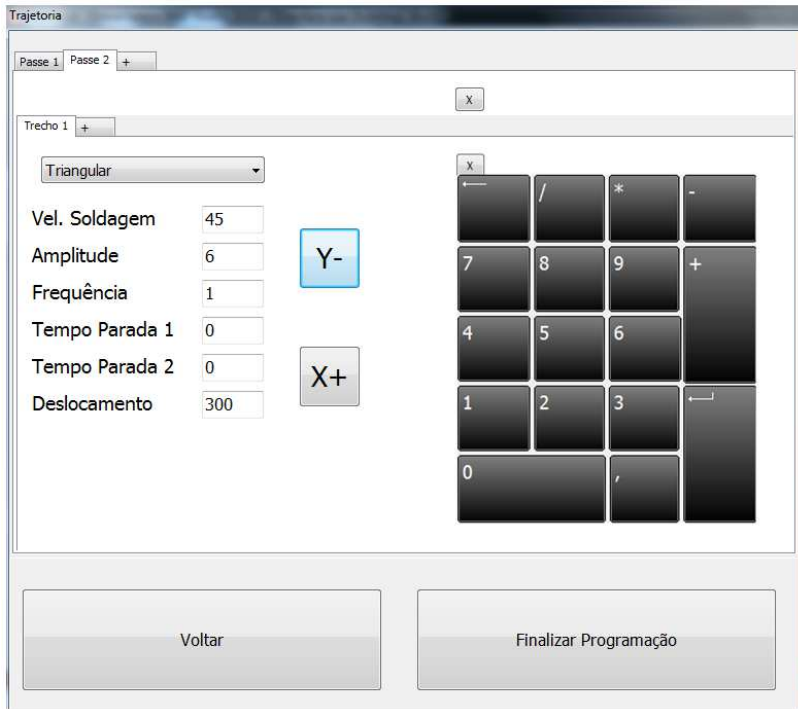 Trajetoria
Passe 1 Passe 2 +
X
Trecho 1 +
Triangular
X
Vel. Soldagem 45
Amplitude 6
Frequência 1
Tempo Parada 1 0
Tempo Parada 2 0
Deslocamento 300
Y-
X+
← / * -
7 8 9 +
4 5 6
1 2 3 ↵
0 ,
Voltar
Finalizar Programação